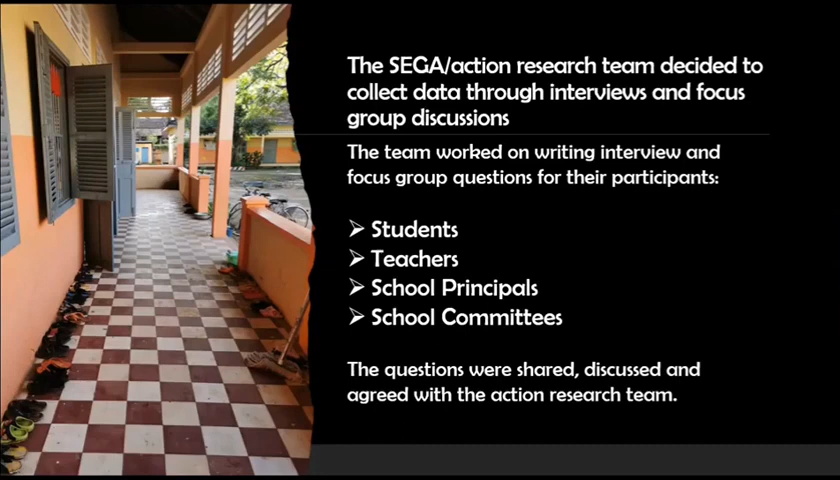 The SEGA/action research team decided to
collect data through interviews and focus
group discussions
The team worked on writing interview and
focus group questions for their participants:
➢ Students
➢ Teachers
➢ School Principals
➢ School Committees
The questions were shared, discussed and
agreed with the action research team.